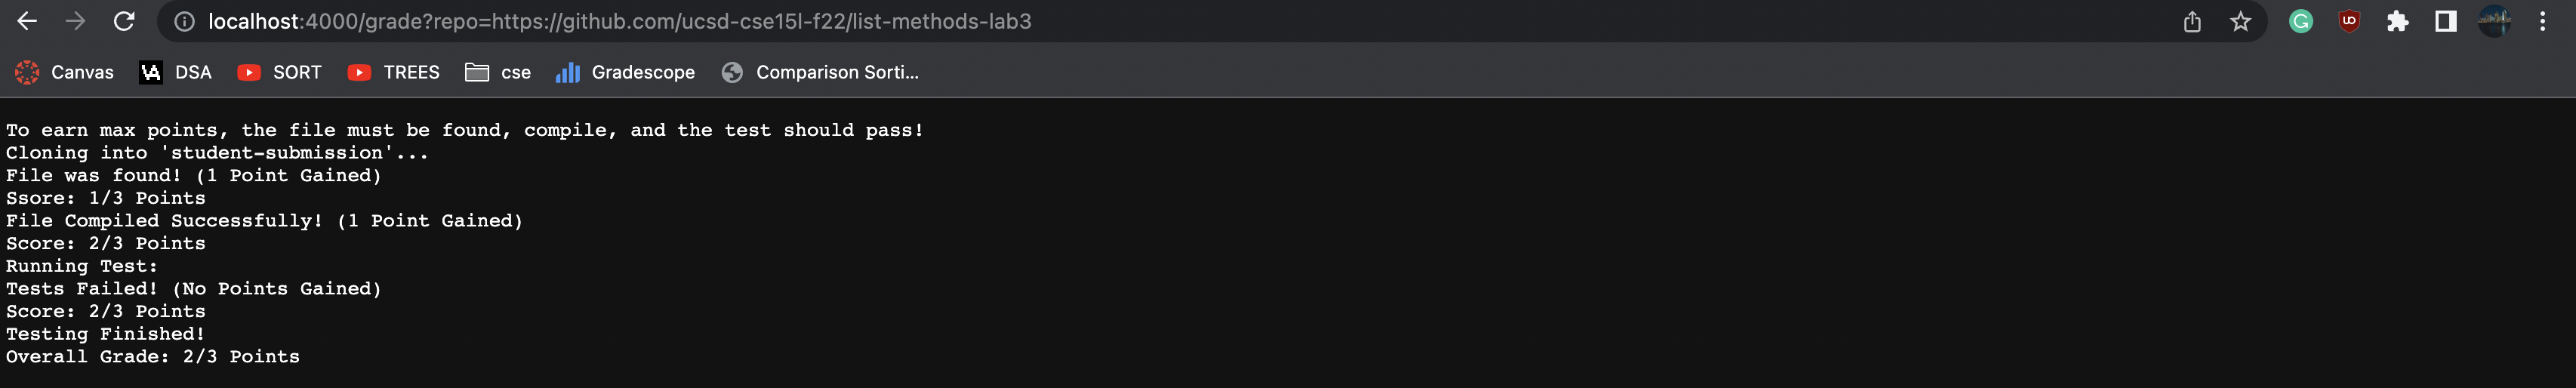 localhost:4000/grade?repo=https://github.com/ucsd-cse15l-f22/list-methods-lab3
Canvas VA DSA SORT TREES cse Gradescope Comparison Sorti...
To earn max points, the file must be found, compile, and the test should pass!
Cloning into 'student-submission'...
File was found! (1 Point Gained)
Ssore: 1/3 Points
File Compiled Successfully! (1 Point Gained)
Score: 2/3 Points
Running Test:
Tests Failed! (No Points Gained)
Score: 2/3 Points
Testing Finished!
Overall Grade: 2/3 Points